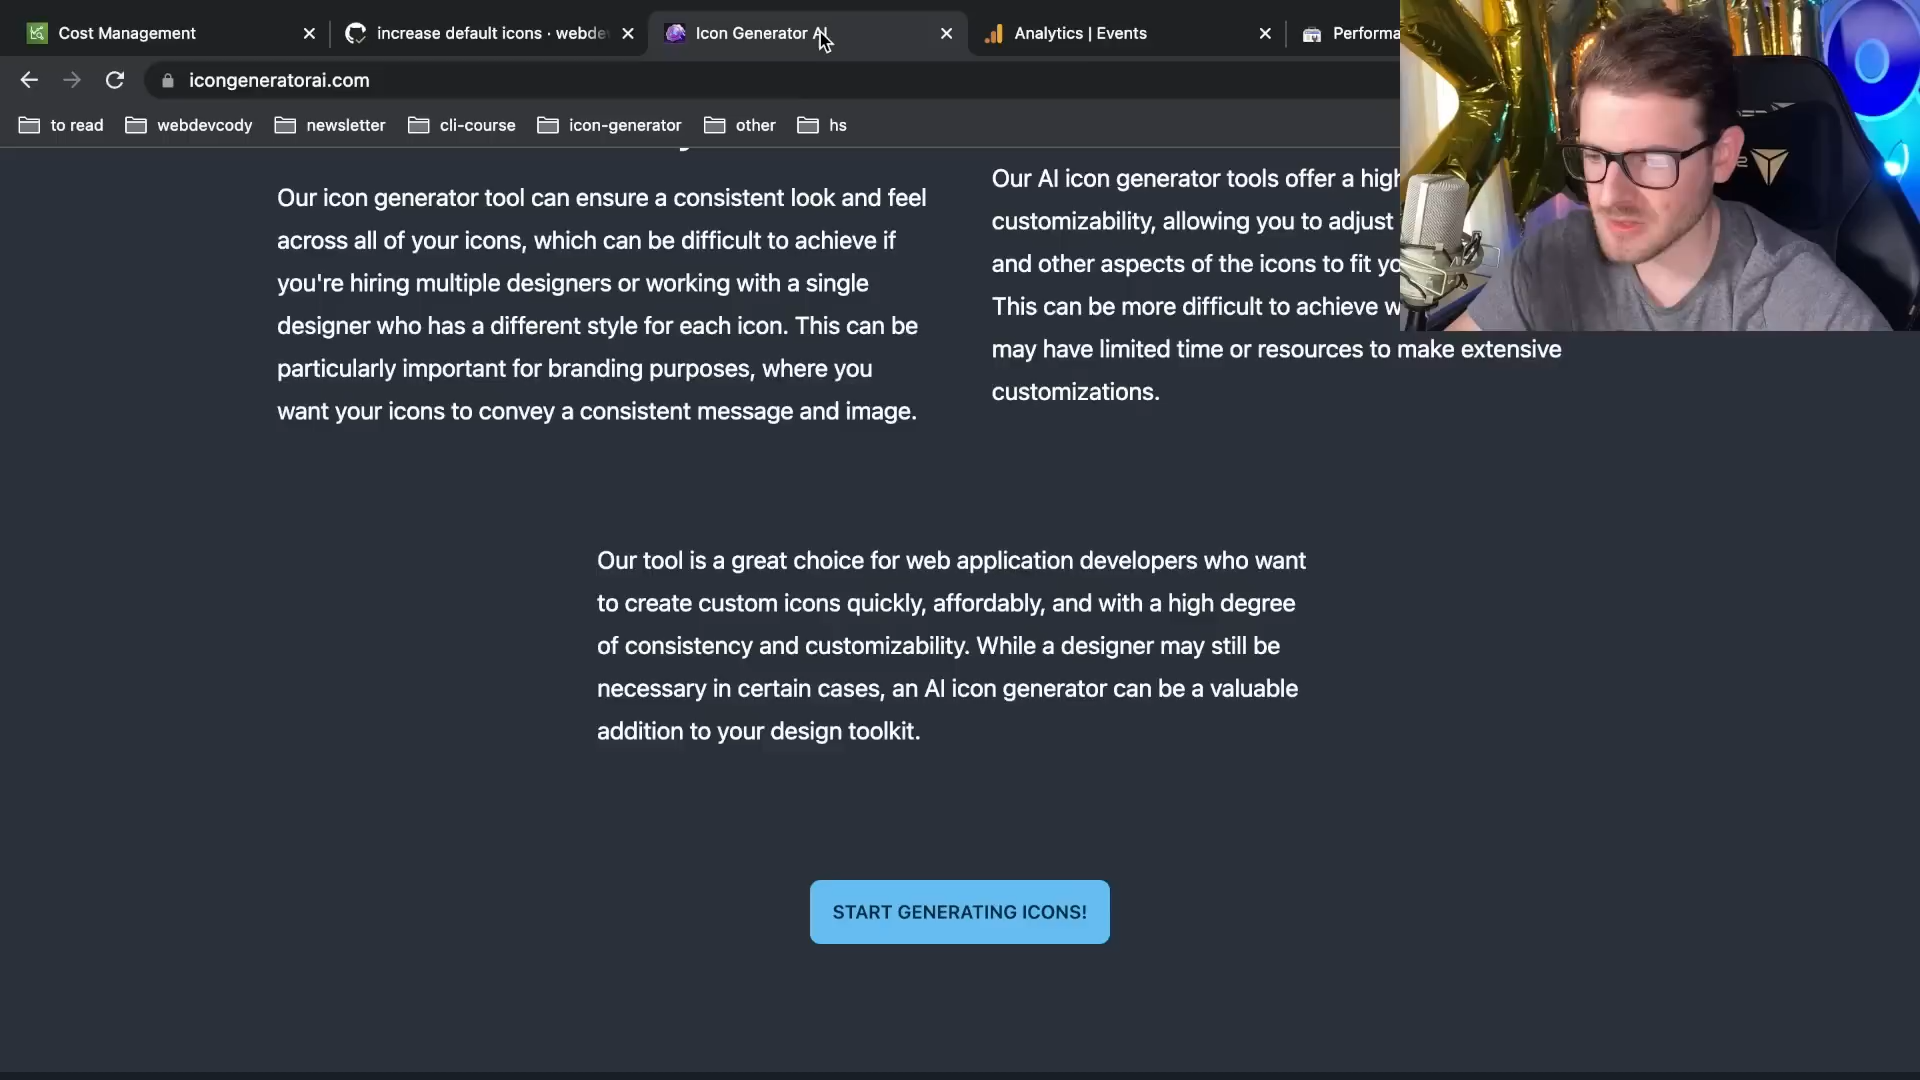 Cost Management
increase default icons · webde
Icon Generator AI
Analytics | Events
Performa
icongeneratorai.com
to read
webdevcody
newsletter
cli-course
icon-generator
other
hs
Our icon generator tool can ensure a consistent look and feel
across all of your icons, which can be difficult to achieve if
you're hiring multiple designers or working with a single
designer who has a different style for each icon. This can be
particularly important for branding purposes, where you
want your icons to convey a consistent message and image.
Our AI icon generator tools offer a high
customizability, allowing you to adjust
and other aspects of the icons to fit yo
This can be more difficult to achieve w
may have limited time or resources to make extensive
customizations.
Our tool is a great choice for web application developers who want
to create custom icons quickly, affordably, and with a high degree
of consistency and customizability. While a designer may still be
necessary in certain cases, an AI icon generator can be a valuable
addition to your design toolkit.
START GENERATING ICONS!